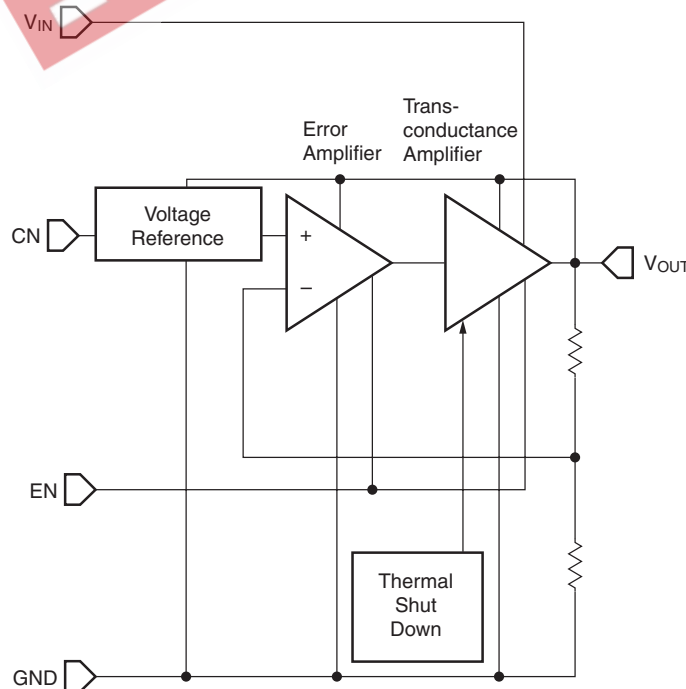 VIN
Error
Amplifier
Trans-
conductance
Amplifier
CN
Voltage
Reference
+
−
VOUT
EN
Thermal
Shut
Down
GND